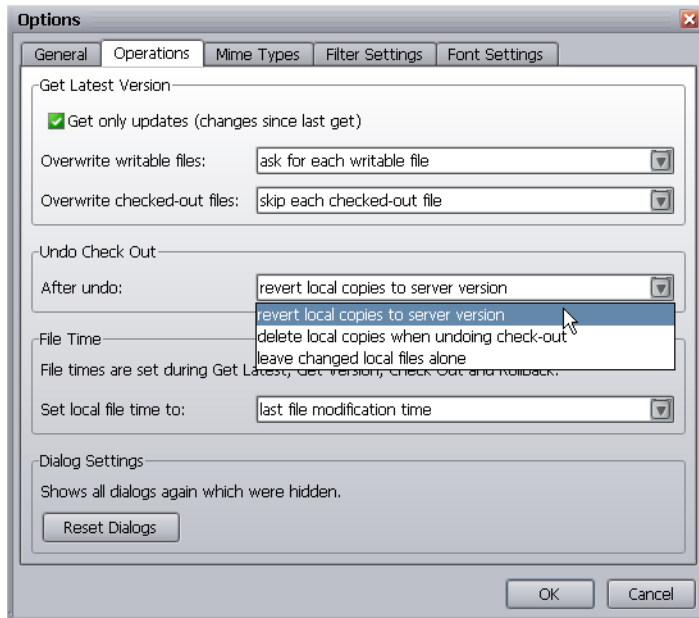 Options
General Operations Mime Types Filter Settings Font Settings
Get Latest Version
Get only updates (changes since last get)
Overwrite writable files: ask for each writable file
Overwrite checked-out files: skip each checked-out file
Undo Check Out
After undo: revert local copies to server version
revert local copies to server version
delete local copies when undoing check-out
leave changed local files alone
File Time
File times are set during Get Latest, Get Version, Check Out and Rollback.
Set local file time to: last file modification time
Dialog Settings
Shows all dialogs again which were hidden.
Reset Dialogs
OK Cancel